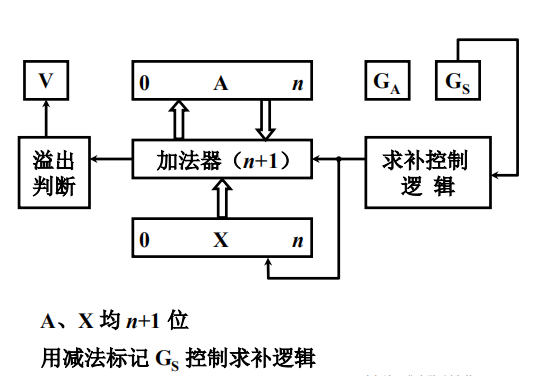 V
0 A n
G_A
G_S
溢出
判断
加法器（n+1）
求补控制
逻 辑
0 X n
A、X 均 n+1 位
用减法标记 G_S 控制求补逻辑